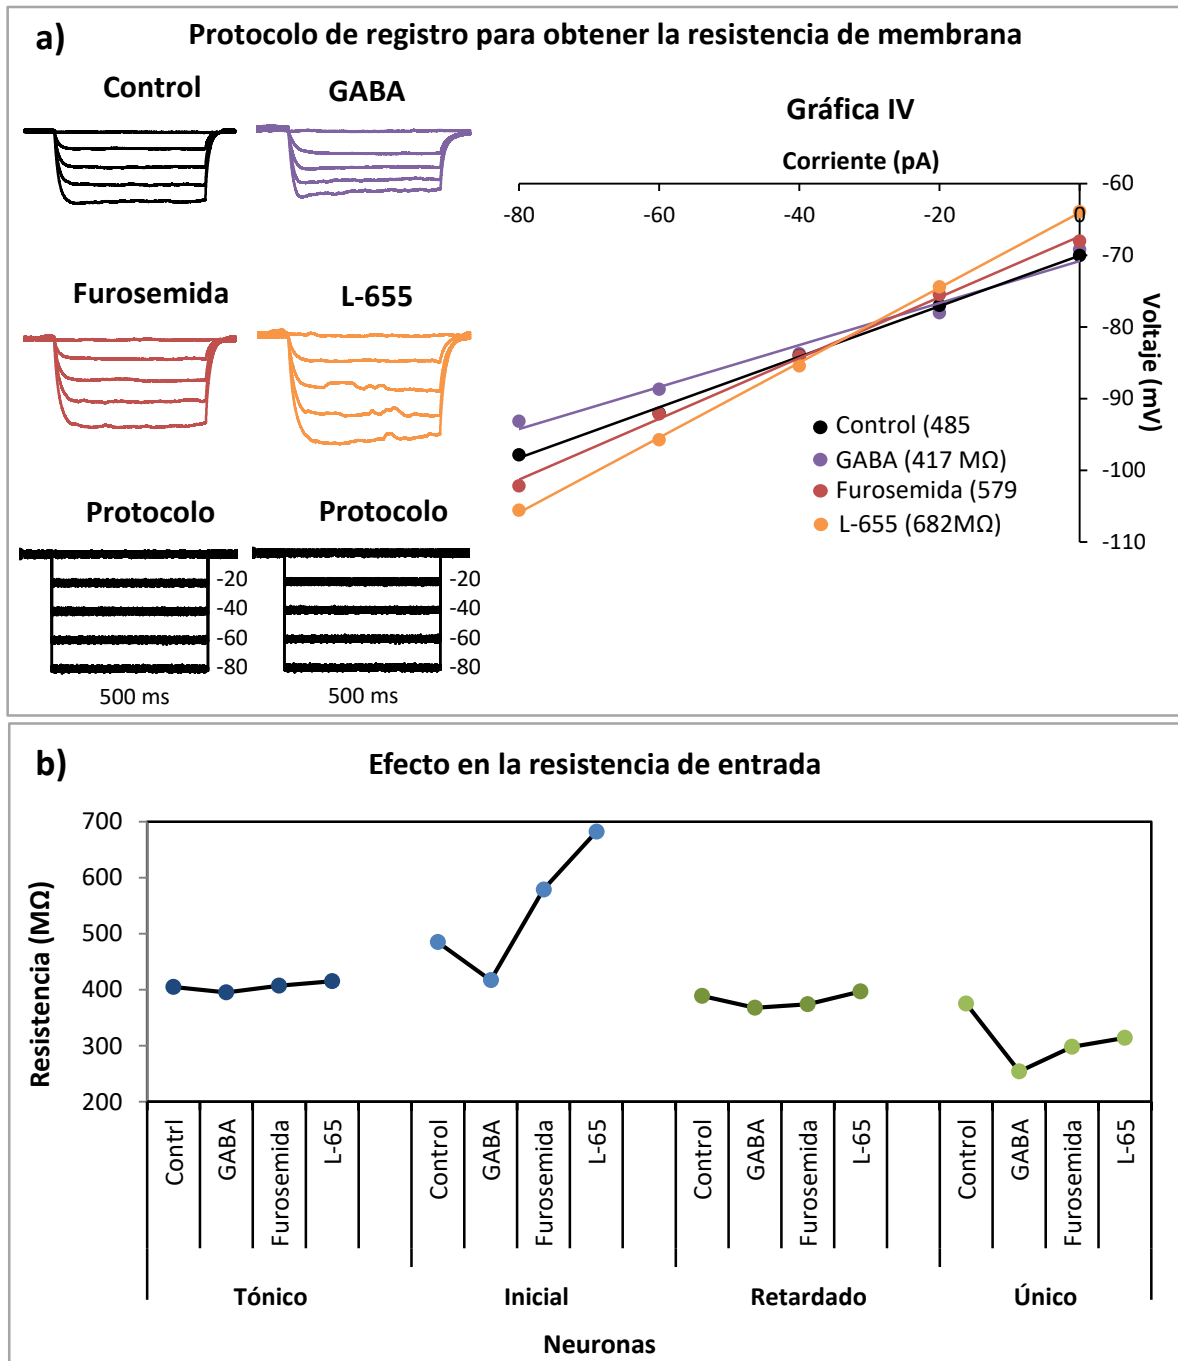 a) Protocolo de registro para obtener la resistencia de membrana
Control
GABA
Furosemida
L-655
Protocolo
Protocolo
-20
-40
-60
-80
500 ms
-20
-40
-60
-80
500 ms
Gráfica IV
Corriente (pA)
-80
-60
-40
-20
0
-60
-70
-80
-90
-100
-110
Voltaje (mV)
Control (485
GABA (417 MΩ)
Furosemida (579
L-655 (682MΩ)
b) Efecto en la resistencia de entrada
Resistencia (MΩ)
700
600
500
400
300
200
Contrl
GABA
Furosemida
L-65
Control
GABA
Furosemida
L-65
Control
GABA
Furosemida
L-65
Control
GABA
Furosemida
L-65
Tónico
Inicial
Retardado
Único
Neuronas